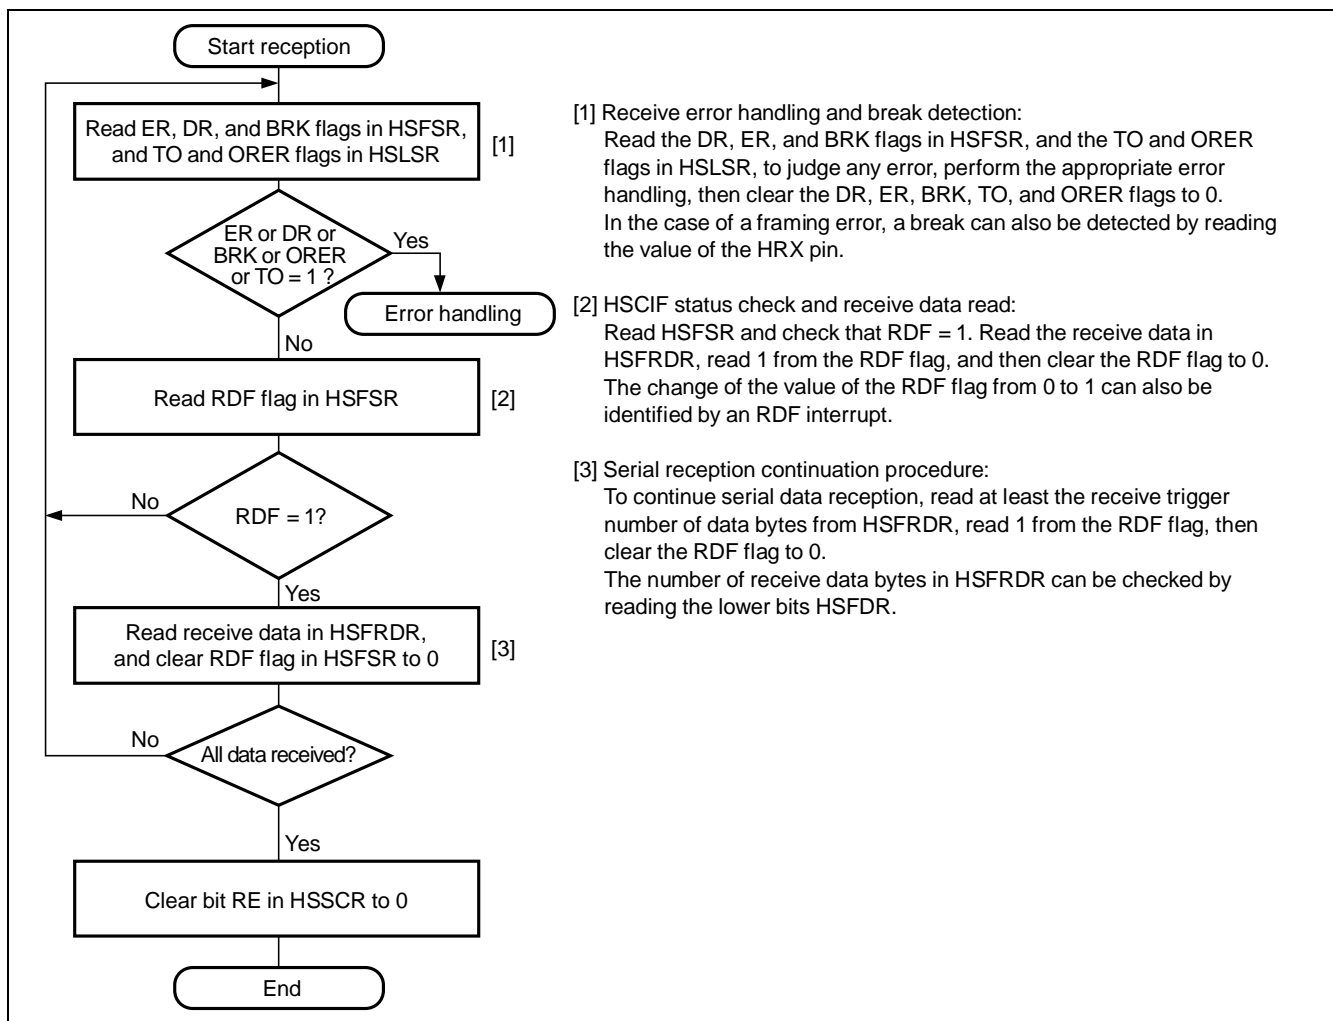 Start reception
Read ER, DR, and BRK flags in HSFSR,
and TO and ORER flags in HSLSR
[1]
ER or DR or
BRK or ORER
or TO = 1 ?
Yes
Error handling
No
Read RDF flag in HSFSR
[2]
No
RDF = 1?
Yes
Read receive data in HSFRDR,
and clear RDF flag in HSFSR to 0
[3]
No
All data received?
Yes
Clear bit RE in HSSCR to 0
End
[1] Receive error handling and break detection:
Read the DR, ER, and BRK flags in HSFSR, and the TO and ORER
flags in HSLSR, to judge any error, perform the appropriate error
handling, then clear the DR, ER, BRK, TO, and ORER flags to 0.
In the case of a framing error, a break can also be detected by reading
the value of the HRX pin.
[2] HSCIF status check and receive data read:
Read HSFSR and check that RDF = 1. Read the receive data in
HSFRDR, read 1 from the RDF flag, and then clear the RDF flag to 0.
The change of the value of the RDF flag from 0 to 1 can also be
identified by an RDF interrupt.
[3] Serial reception continuation procedure:
To continue serial data reception, read at least the receive trigger
number of data bytes from HSFRDR, read 1 from the RDF flag, then
clear the RDF flag to 0.
The number of receive data bytes in HSFRDR can be checked by
reading the lower bits HSFDR.